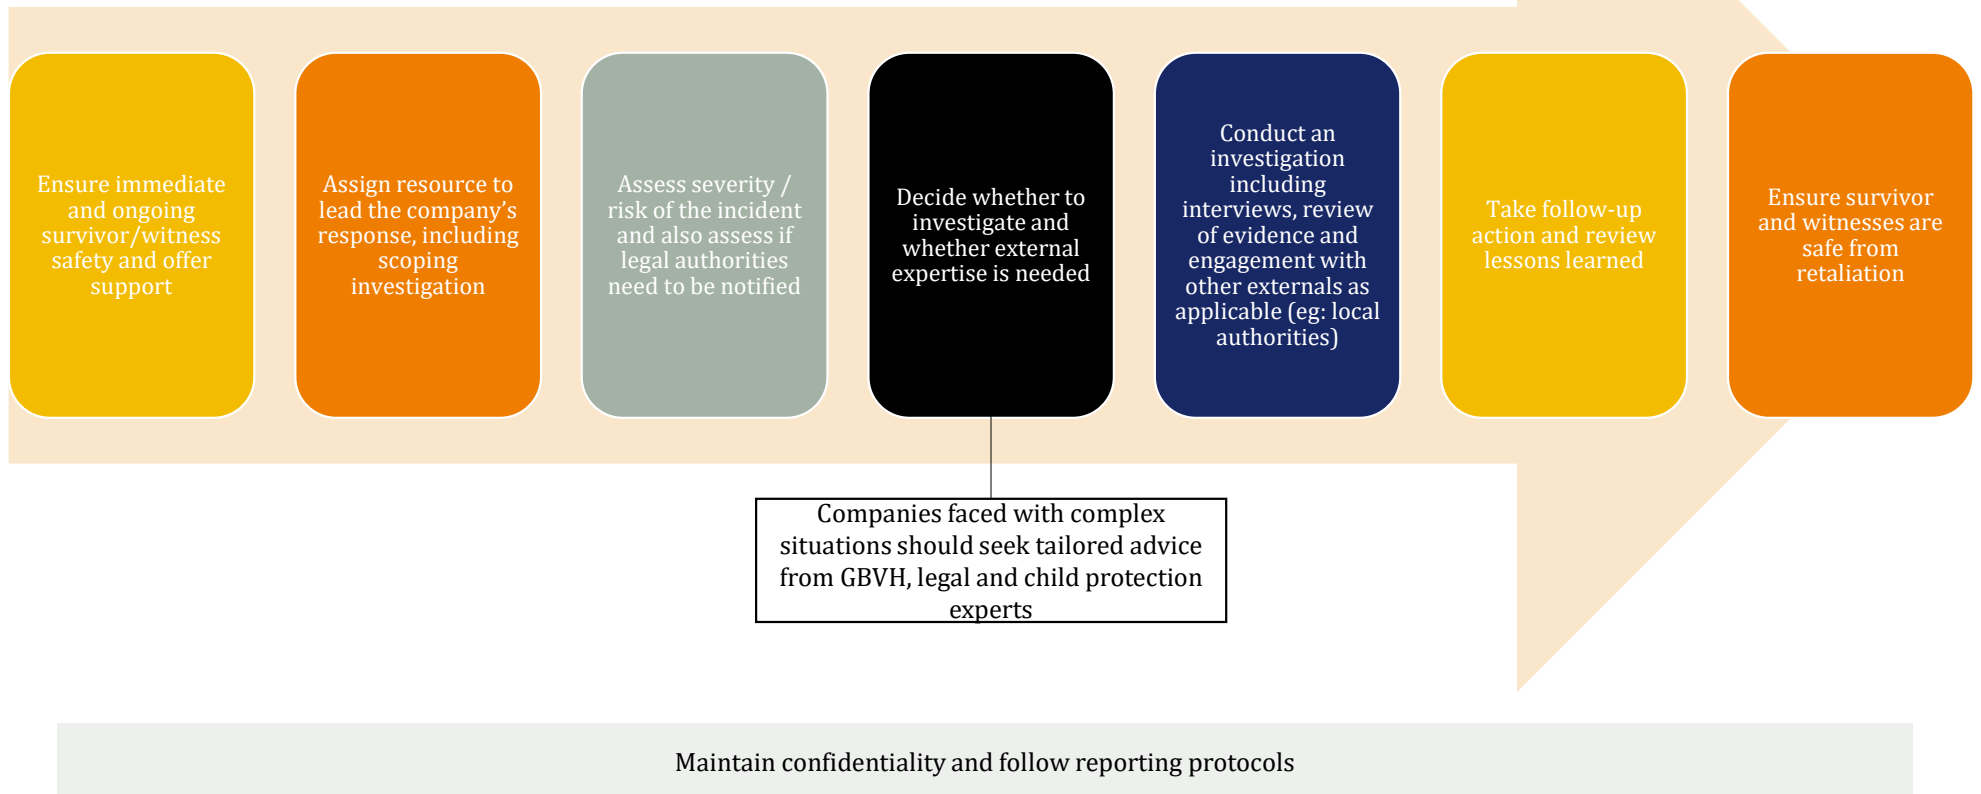 Ensure immediate
and ongoing
survivor/witness
safety and offer
support
Assign resource to
lead the company’s
response, including
scoping
investigation
Assess severity /
risk of the incident
and also assess if
legal authorities
need to be notified
Decide whether to
investigate and
whether external
expertise is needed
Conduct an
investigation
including
interviews, review
of evidence and
engagement with
other externals as
applicable (eg: local
authorities)
Take follow-up
action and review
lessons learned
Ensure survivor
and witnesses are
safe from
retaliation
Companies faced with complex
situations should seek tailored advice
from GBVH, legal and child protection
experts
Maintain confidentiality and follow reporting protocols